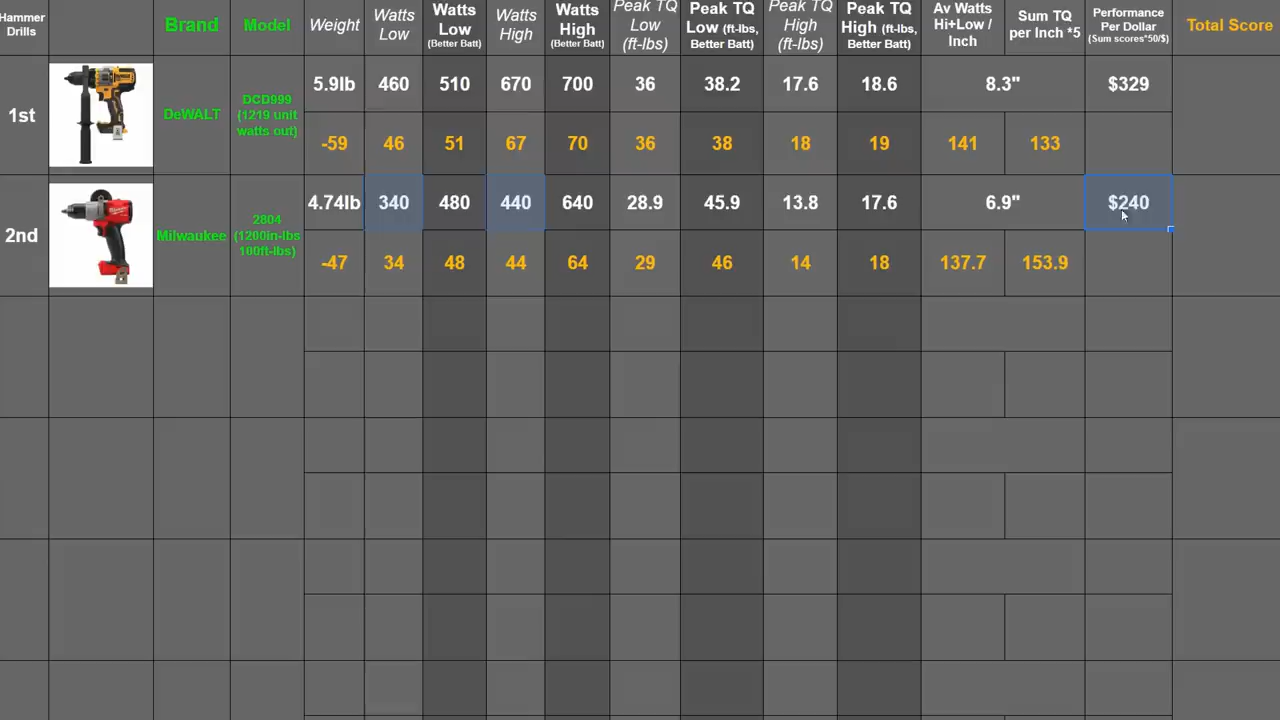 Hammer
Drills
Brand
Model
Weight
Watts
Low
Watts
Low
(Better Batt)
Watts
High
Watts
High
(Better Batt)
Peak TQ
Low
(ft-lbs)
Peak TQ
Low (ft-lbs,
Better Batt)
Peak TQ
High
(ft-lbs)
Peak TQ
High (ft-lbs,
Better Batt)
Av Watts
Hi+Low /
Inch
Sum TQ
per Inch *5
Performance
Per Dollar
(Sum scores*50/$)
Total Score
1st
DeWALT
DCD999
(1219 unit
watts out)
5.9lb 460 510 670 700 36 38.2 17.6 18.6 8.3" $329
-59 46 51 67 70 36 38 18 19 141 133
2nd
Milwaukee
2804
(1200in-lbs
100ft-lbs)
4.74lb 340 480 440 640 28.9 45.9 13.8 17.6 6.9" $240
-47 34 48 44 64 29 46 14 18 137.7 153.9